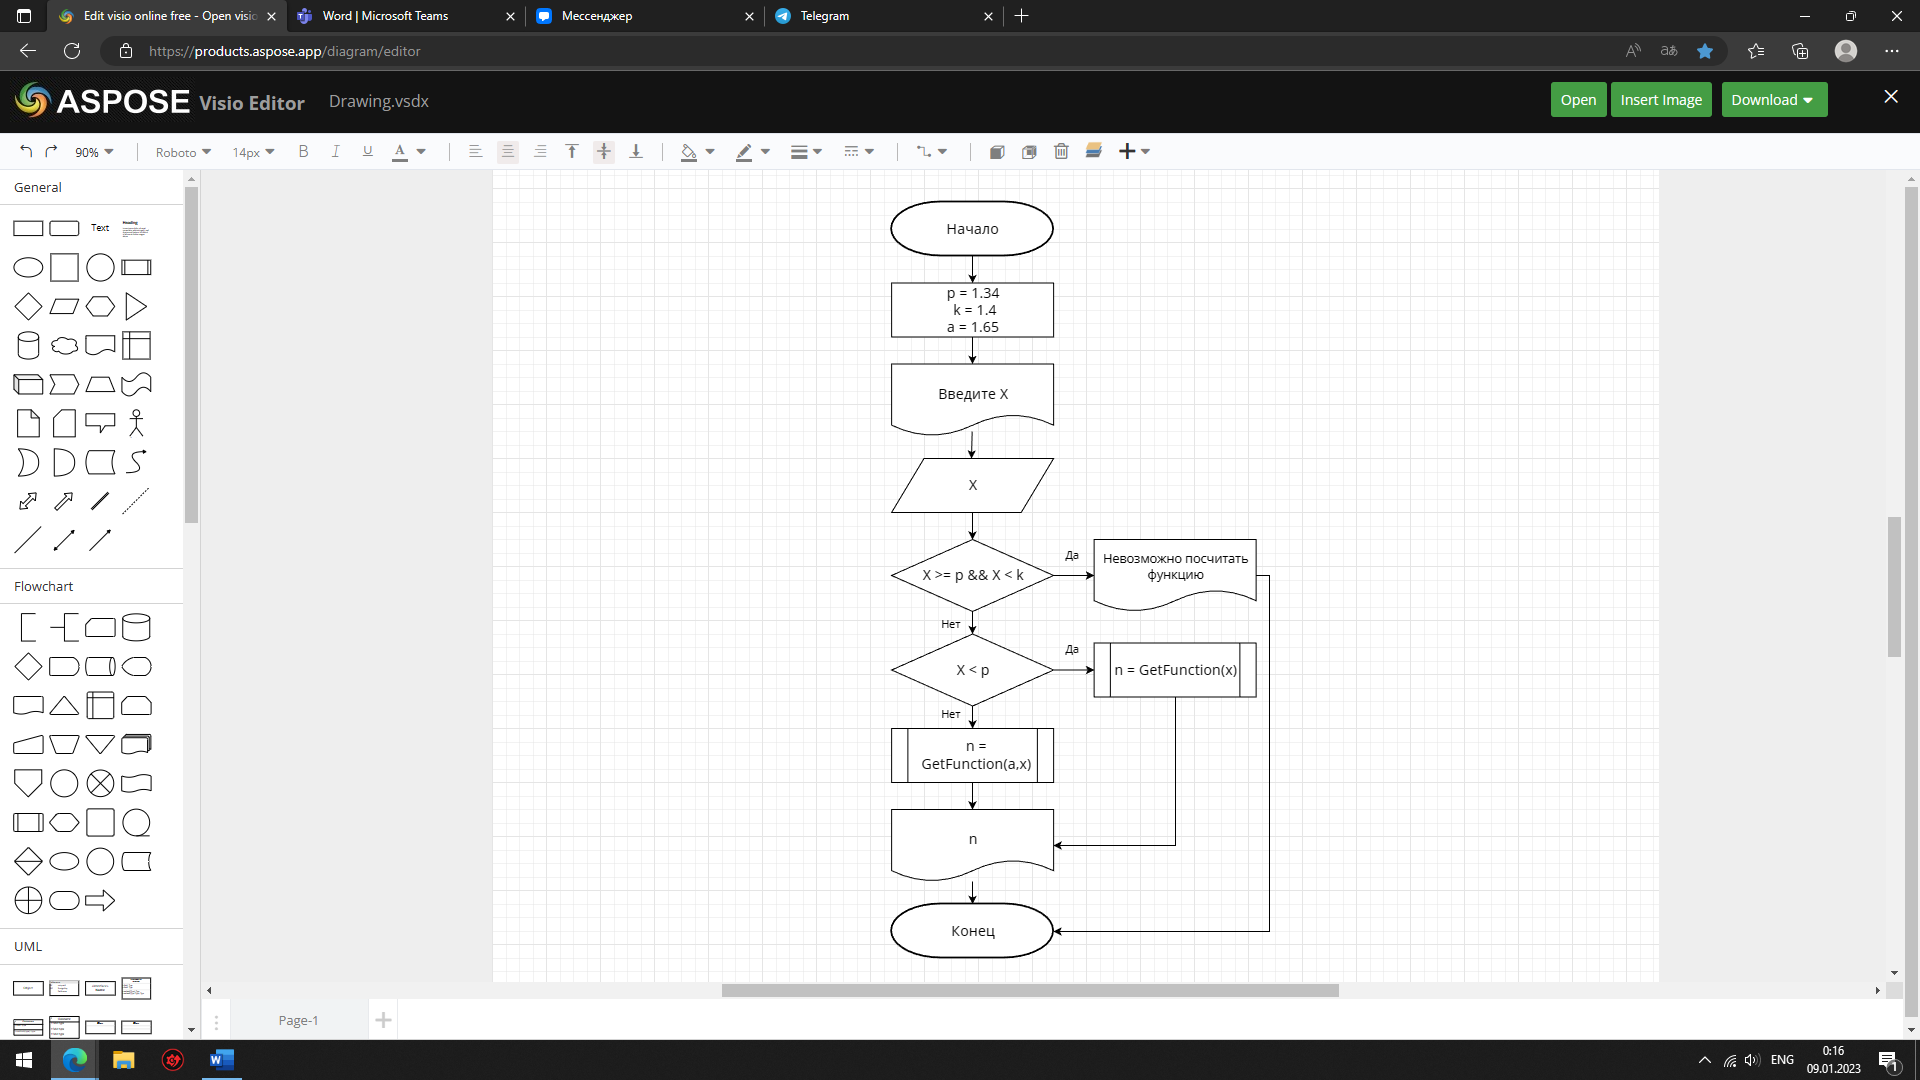 Edit visio online free - Open visio
Word | Microsoft Teams
Мессенджер
Telegram
https://products.aspose.app/diagram/editor
ASPOSE Visio Editor
Drawing.vsdx
Open
Insert Image
Download
90%
Roboto
14px
B
I
U
A
General
Text
Heading
Начало
p = 1.34
k = 1.4
a = 1.65
Введите X
X
X >= p && X < k
Да
Невозможно посчитать
функцию
Нет
X < p
Да
n = GetFunction(x)
Нет
n =
GetFunction(a,x)
n
Конец
Flowchart
UML
Page-1
ENG
0:16
09.01.2023
1